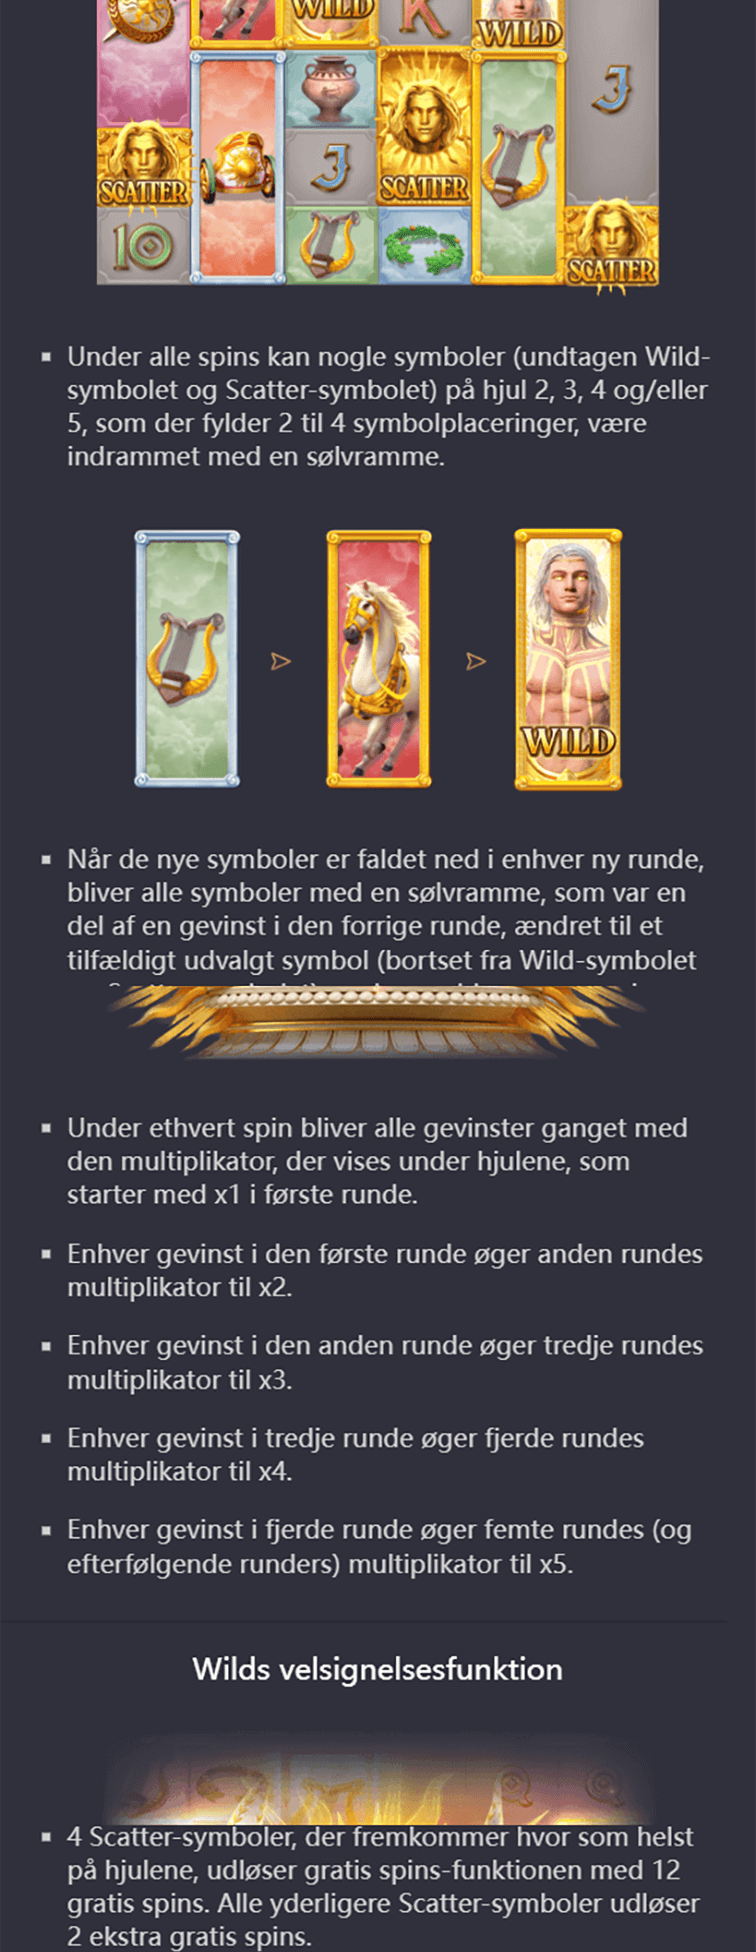 WILD
K
WILD
J
SCATTER
J
SCATTER
10
SCATTER
Under alle spins kan nogle symboler (undtagen Wild-
symbolet og Scatter-symbolet) på hjul 2, 3, 4 og/eller
5, som der fylder 2 til 4 symbolplaceringer, være
indrammet med en sølvramme.
WILD
Når de nye symboler er faldet ned i enhver ny runde,
bliver alle symboler med en sølvramme, som var en
del af en gevinst i den forrige runde, ændret til et
tilfældigt udvalgt symbol (bortset fra Wild-symbolet
Under ethvert spin bliver alle gevinster ganget med
den multiplikator, der vises under hjulene, som
starter med x1 i første runde.
Enhver gevinst i den første runde øger anden rundes
multiplikator til x2.
Enhver gevinst i den anden runde øger tredje rundes
multiplikator til x3.
Enhver gevinst i tredje runde øger fjerde rundes
multiplikator til x4.
Enhver gevinst i fjerde runde øger femte rundes (og
efterfølgende runders) multiplikator til x5.
Wilds velsignelsesfunktion
Q
Q
4 Scatter-symboler, der fremkommer hvor som helst
på hjulene, udløser gratis spins-funktionen med 12
gratis spins. Alle yderligere Scatter-symboler udløser
2 ekstra gratis spins.